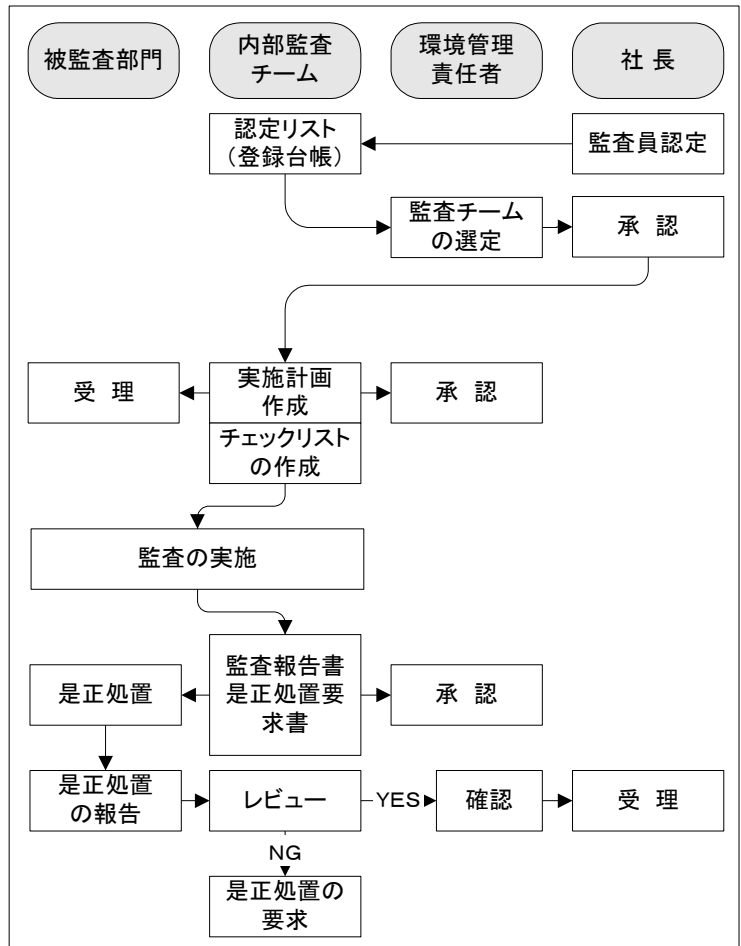 被監査部門
内部監査
チーム
環境管理
責任者
社 長
認定リスト
（登録台帳）
監査員認定
監査チーム
の選定
承 認
受 理
実施計画
作成
承 認
チェックリスト
の作成
監査の実施
監査報告書
是正処置要
求書
是正処置
承 認
是正処置
の報告
レビュー
YES
確認
受 理
NG
是正処置の
要求